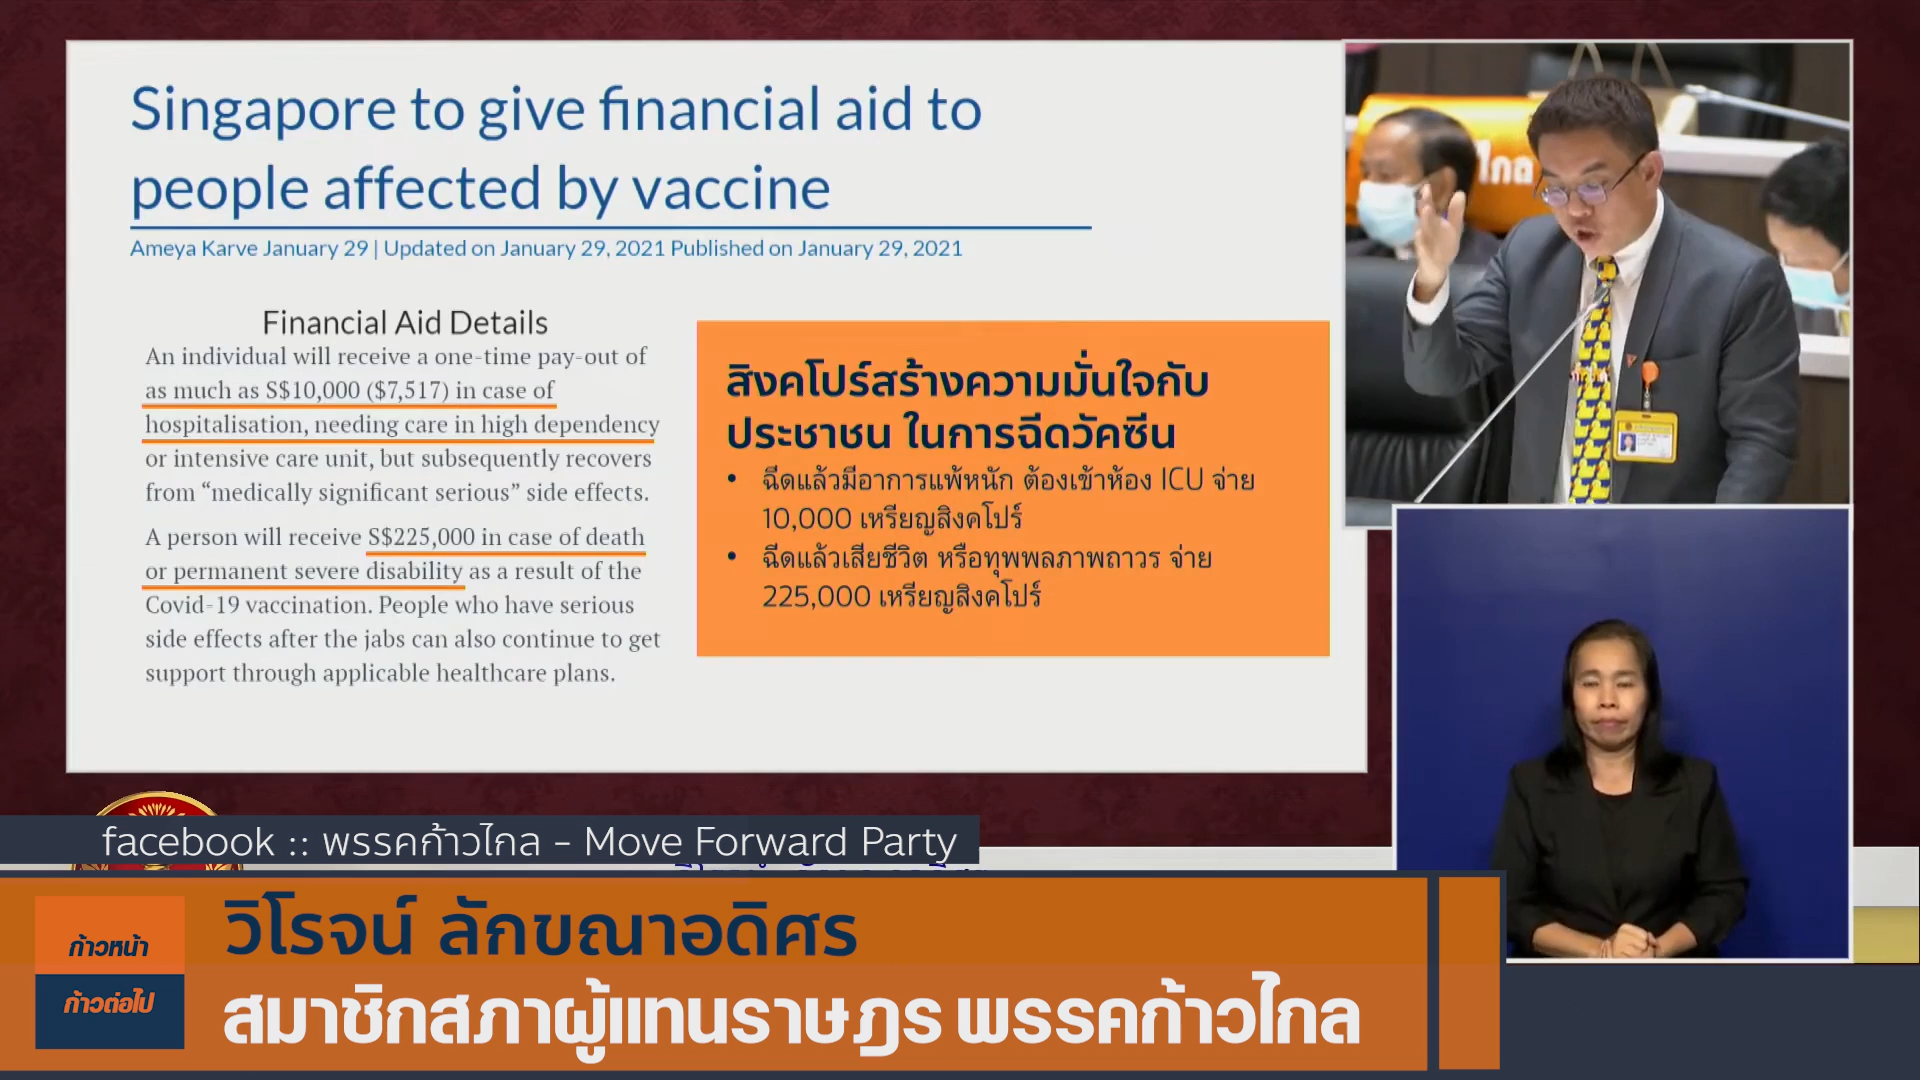 Singapore to give financial aid to
people affected by vaccine
Ameya Karve January 29 | Updated on January 29, 2021 Published on January 29, 2021
Financial Aid Details
An individual will receive a one-time pay-out of
as much as S$10,000 ($7,517) in case of
hospitalisation, needing care in high dependency
or intensive care unit, but subsequently recovers
from “medically significant serious” side effects.
A person will receive S$225,000 in case of death
or permanent severe disability as a result of the
Covid-19 vaccination. People who have serious
side effects after the jabs can also continue to get
support through applicable healthcare plans.
สิงคโปร์สร้างความมั่นใจกับ
ประชาชน ในการฉีดวัคซีน
• ฉีดแล้วมีอาการแพ้หนัก ต้องเข้าห้อง ICU จ่าย
10,000 เหรียญสิงคโปร์
• ฉีดแล้วเสียชีวิต หรือทุพพลภาพถาวร จ่าย
225,000 เหรียญสิงคโปร์
ไกล
facebook :: พรรคก้าวไกล - Move Forward Party
ก้าวหน้า
ก้าวต่อไป
วิโรจน์ ลักขณาอดิศร
สมาชิกสภาผู้แทนราษฎร พรรคก้าวไกล